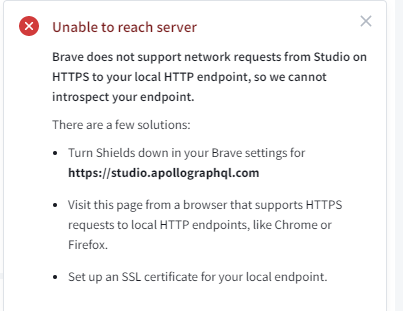 Unable to reach server
Brave does not support network requests from Studio on
HTTPS to your local HTTP endpoint, so we cannot
introspect your endpoint.
There are a few solutions:
• Turn Shields down in your Brave settings for
https://studio.apollographql.com
• Visit this page from a browser that supports HTTPS
requests to local HTTP endpoints, like Chrome or
Firefox.
• Set up an SSL certificate for your local endpoint.